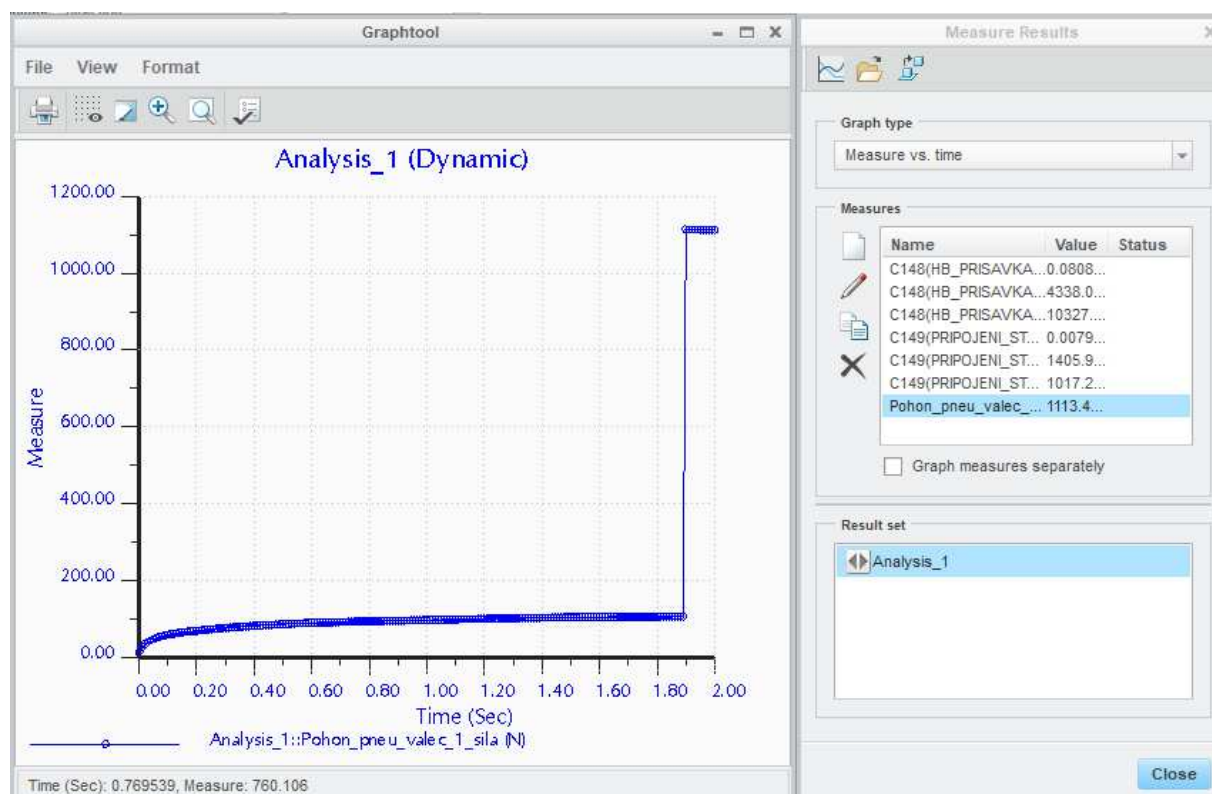 Graphtool
File View Format
Analysis_1 (Dynamic)
1200.00
1000.00
800.00
600.00
400.00
200.00
0.00
Measure
0.00 0.20 0.40 0.60 0.80 1.00 1.20 1.40 1.60 1.80 2.00
Time (Sec)
Analysis_1::Pohon_pneu_valec_1_sila (N)
Time (Sec): 0.769539, Measure: 760.106
Measure Results
Graph type
Measure vs. time
Measures
Name Value Status
C148(HB_PRISAVKA... 0.0808...
C148(HB_PRISAVKA... 4338.0...
C148(HB_PRISAVKA... 10327....
C149(PRIPOJENI_ST... 0.0079...
C149(PRIPOJENI_ST... 1405.9...
C149(PRIPOJENI_ST... 1017.2...
Pohon_pneu_valec_... 1113.4...
Graph measures separately
Result set
Analysis_1
Close